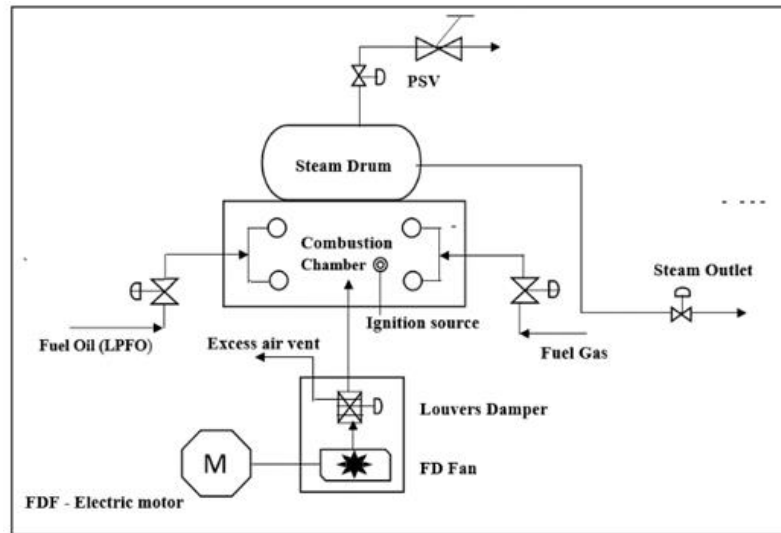 PSV
Steam Drum
Combustion
Chamber
Steam Outlet
Ignition source
Fuel Oil (LPFO)
Excess air vent
Fuel Gas
Louvers Damper
M
FD Fan
FDF - Electric motor